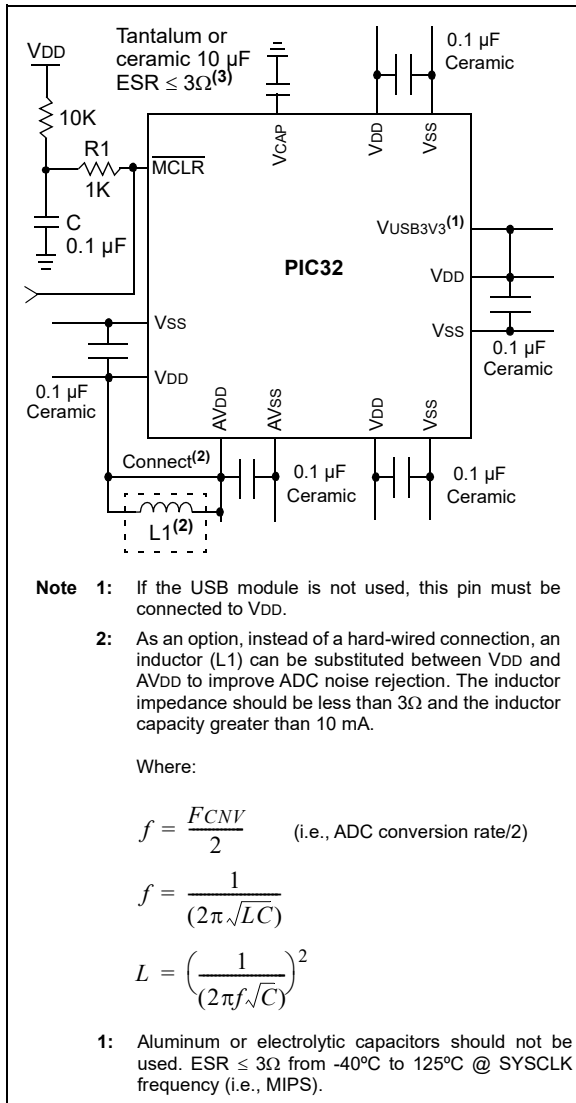 VDD
Tantalum or
ceramic 10 µF
ESR ≤ 3Ω(3)
0.1 µF
Ceramic
10K
R1
1K
MCLR
VCAP
VDD
VSS
C
0.1 µF
VUSB3V3(1)
PIC32
VDD
VSS
VSS
VDD
0.1 µF
Ceramic
0.1 µF
Ceramic
AVDD
AVSS
VDD
VSS
Connect(2)
0.1 µF
Ceramic
0.1 µF
Ceramic
L1(2)
Note 1: If the USB module is not used, this pin must be
connected to VDD.
2: As an option, instead of a hard-wired connection, an
inductor (L1) can be substituted between VDD and
AVDD to improve ADC noise rejection. The inductor
impedance should be less than 3Ω and the inductor
capacity greater than 10 mA.
Where:
f = FCNV / 2 (i.e., ADC conversion rate/2)
f = 1 / (2π√LC)
L = (1 / (2πf√C))²
1: Aluminum or electrolytic capacitors should not be
used. ESR ≤ 3Ω from -40ºC to 125ºC @ SYSCLK
frequency (i.e., MIPS).